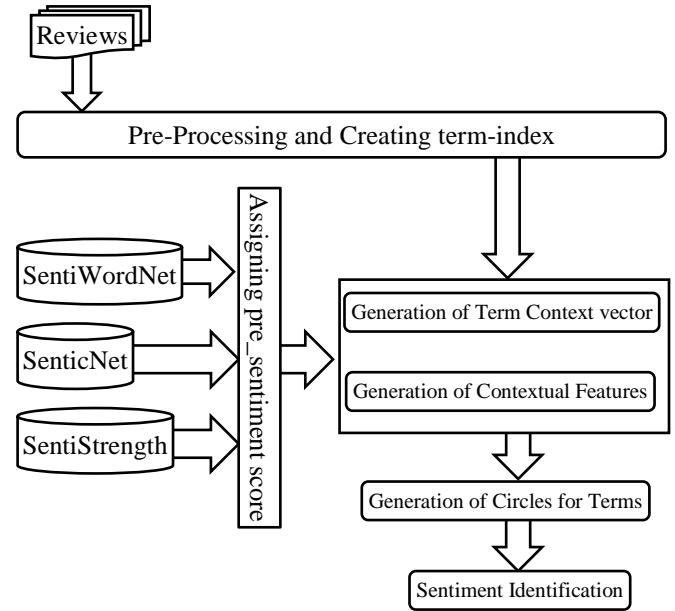 Reviews
Pre-Processing and Creating term-index
Assigning pre_sentiment score
SentiWordNet
SenticNet
SentiStrength
Generation of Term Context vector
Generation of Contextual Features
Generation of Circles for Terms
Sentiment Identification